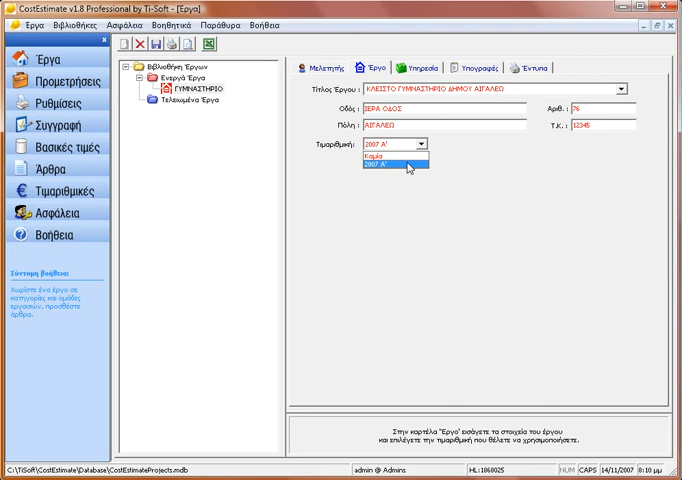 CostEstimate v1.8 Professional by Ti-Soft - [Έργα]
Έργα Βιβλιοθήκες Ασφάλεια Βοηθητικά Παράθυρα Βοήθεια
Έργα
Προμετρήσεις
Ρυθμίσεις
Συγγραφή
Βασικές τιμές
Άρθρα
Τιμαριθμικές
Ασφάλεια
Βοήθεια
Σύντομη βοήθεια:
Χωρίστε ένα έργο σε
κατηγορίες και ομάδες
εργασιών, προσθέστε
άρθρα.
Βιβλιοθήκη Έργων
Ενεργά Έργα
ΓΥΜΝΑΣΤΗΡΙΟ
Τελειωμένα Έργα
Μελετητής Έργο Υπηρεσία Υπογραφές Έντυπα
Τίτλος Έργου : ΚΛΕΙΣΤΟ ΓΥΜΝΑΣΤΗΡΙΟ ΔΗΜΟΥ ΑΙΓΑΛΕΩ
Οδός : ΙΕΡΑ ΟΔΟΣ Αριθ. : 76
Πόλη : ΑΙΓΑΛΕΩ Τ.Κ. : 12345
Τιμαριθμική: 2007 Α'
Καμία
2007 Α'
Στην καρτέλα 'Έργο' εισάγετε τα στοιχεία του έργου
και επιλέγετε την τιμαριθμική που θέλετε να χρησιμοποιήσετε.
C:\TiSoft\CostEstimate\Database\CostEstimateProjects.mdb admin @ Admins HL:1868025 NUM CAPS 14/11/2007 8:10 μμ